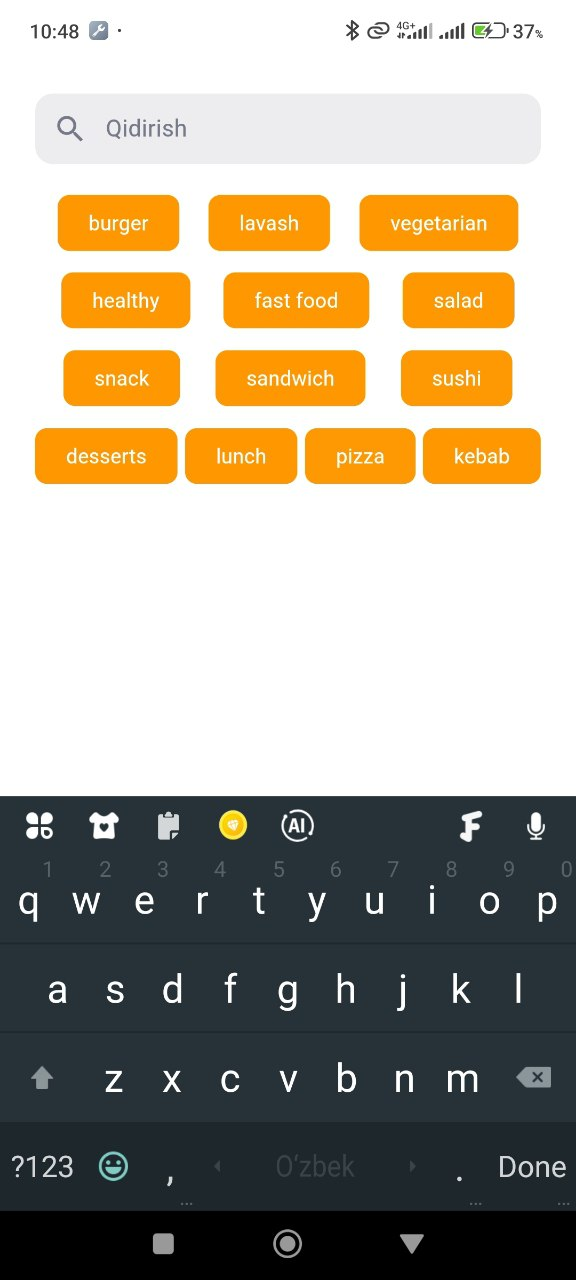 10:48 4G+ 37%
Qidirish
burger lavash vegetarian
healthy fast food salad
snack sandwich sushi
desserts lunch pizza kebab
AI
1 2 3 4 5 6 7 8 9 0
q w e r t y u i o p
a s d f g h j k l
z x c v b n m
?123 , O‘zbek . Done